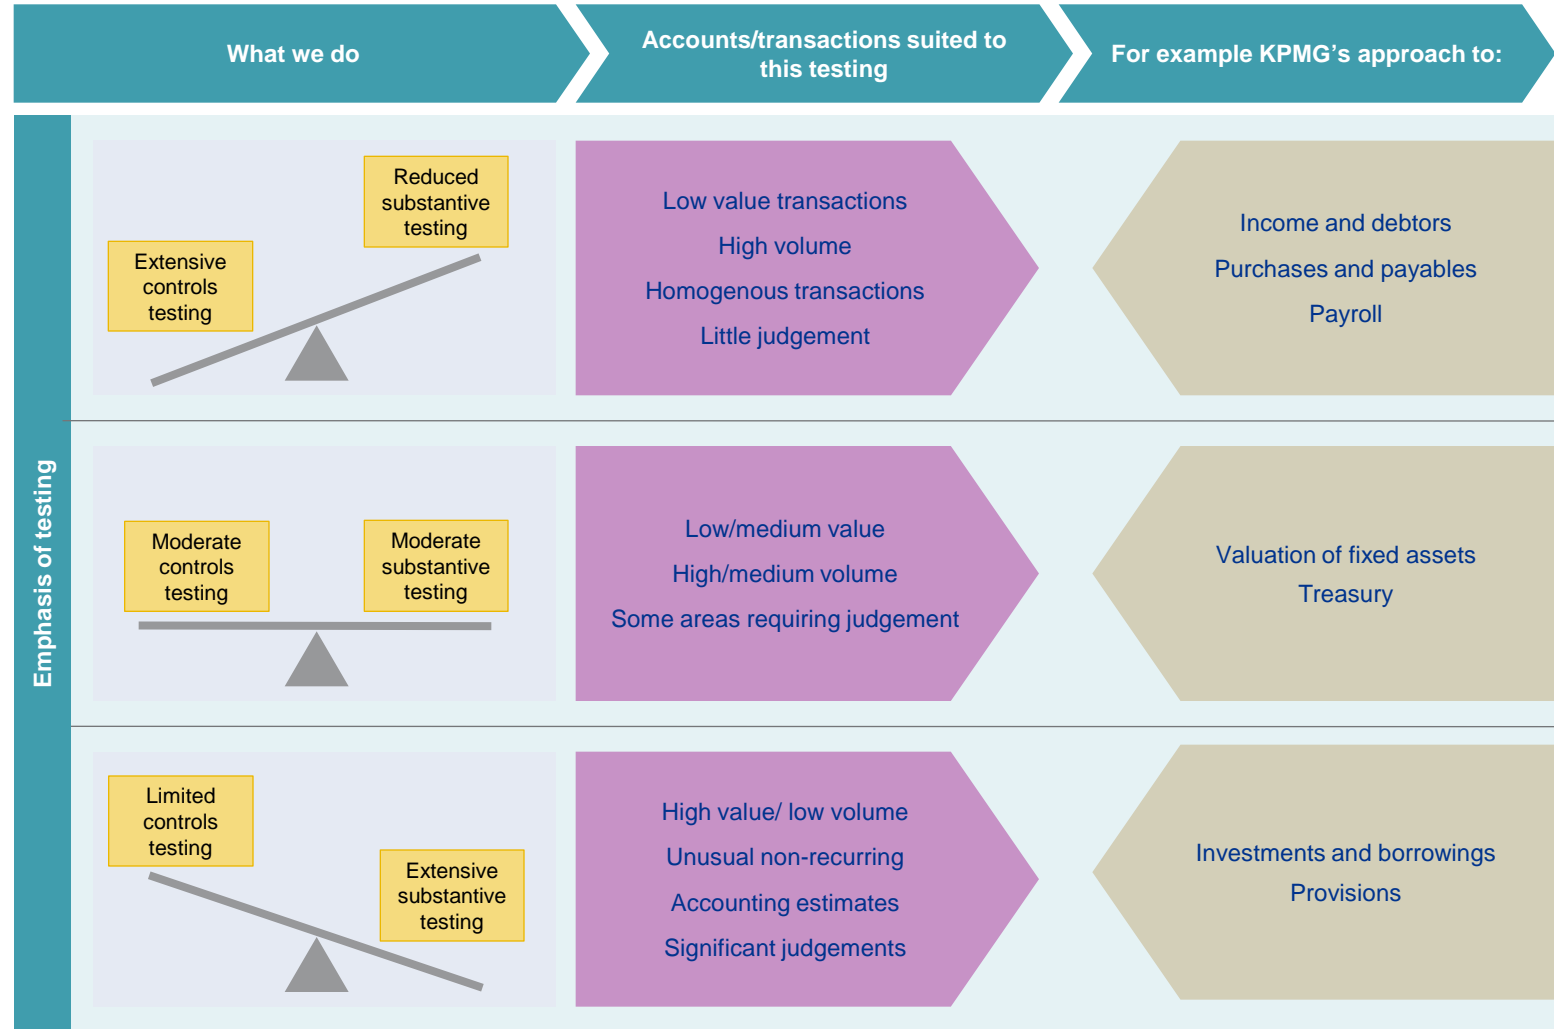 What we do
Accounts/transactions suited to
this testing
For example KPMG's approach to:
Emphasis of testing
Extensive
controls
testing
Reduced
substantive
testing
Low value transactions
High volume
Homogenous transactions
Little judgement
Income and debtors
Purchases and payables
Payroll
Moderate
controls
testing
Moderate
substantive
testing
Low/medium value
High/medium volume
Some areas requiring judgement
Valuation of fixed assets
Treasury
Limited
controls
testing
Extensive
substantive
testing
High value/ low volume
Unusual non-recurring
Accounting estimates
Significant judgements
Investments and borrowings
Provisions